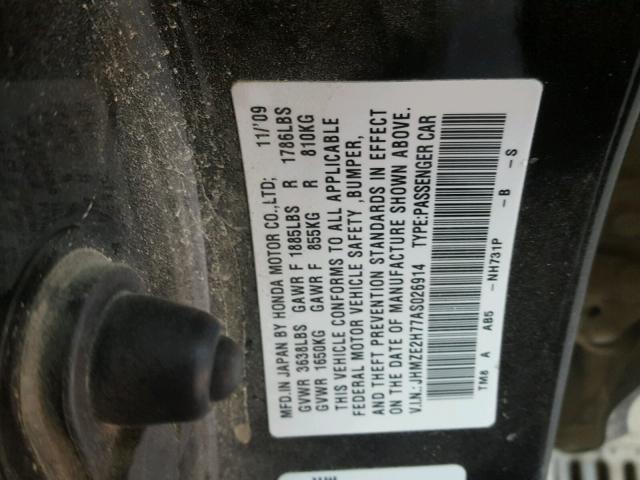 MFD.IN JAPAN BY HONDA MOTOR CO.,LTD; 11/'09
GVWR 3638LBS GAWR F 1885LBS R 1786LBS
GVWR 1650KG GAWR F 855KG R 810KG
THIS VEHICLE CONFORMS TO ALL APPLICABLE
FEDERAL MOTOR VEHICLE SAFETY ,BUMPER,
AND THEFT PREVENTION STANDARDS IN EFFECT
ON THE DATE OF MANUFACTURE SHOWN ABOVE.
V.I.N.: JHMZE2H77AS026914 TYPE:PASSENGER CAR
TM8 A AB5 -NH731P -B -S